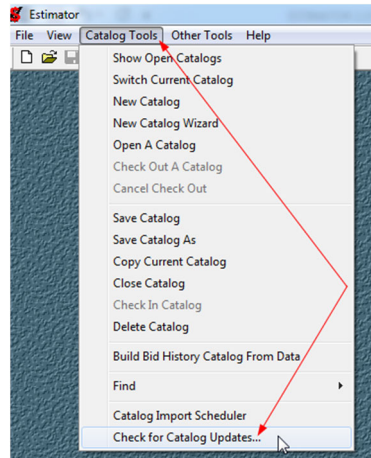 Estimator
File View Catalog Tools Other Tools Help
Show Open Catalogs
Switch Current Catalog
New Catalog
New Catalog Wizard
Open A Catalog
Check Out A Catalog
Cancel Check Out
Save Catalog
Save Catalog As
Copy Current Catalog
Close Catalog
Check In Catalog
Delete Catalog
Build Bid History Catalog From Data
Find
Catalog Import Scheduler
Check for Catalog Updates...